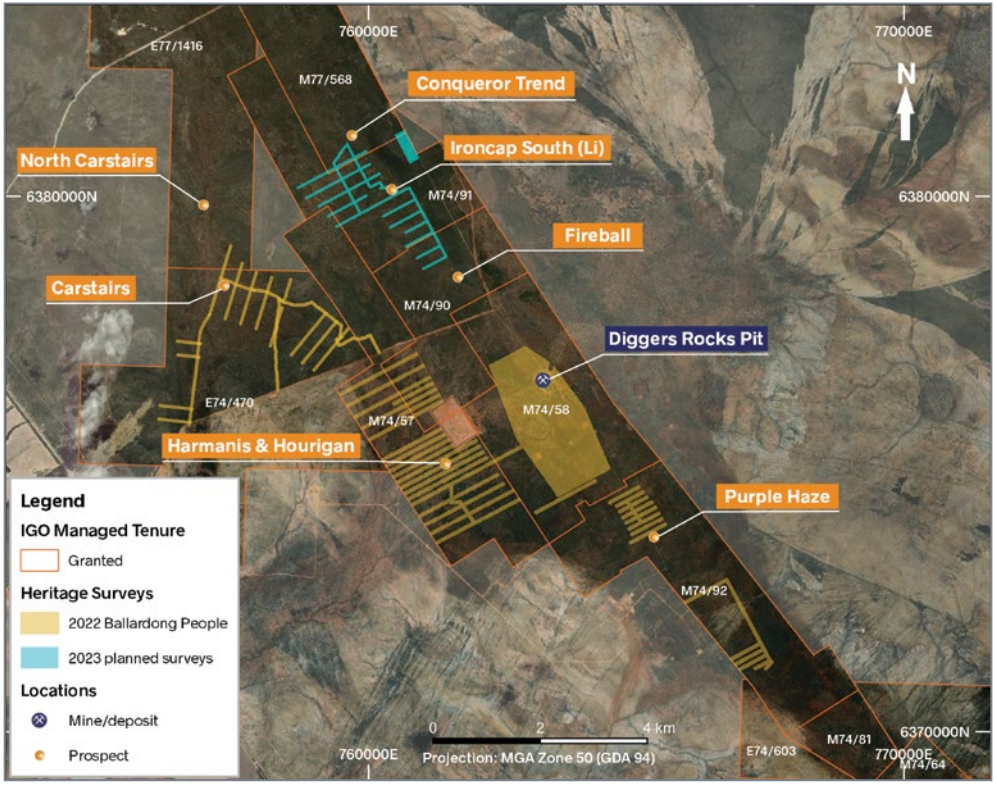 760000E
770000E
E77/1416
N
M77/568
Conqueror Trend
Ironcap South (Li)
North Carstairs
6380000N
M74/91
6380000N
Fireball
Carstairs
M74/90
Diggers Rocks Pit
E74/470
M74/57
M74/58
Harmanis & Hourigan
Purple Haze
Legend
IGO Managed Tenure
Granted
Heritage Surveys
2022 Ballardong People
2023 planned surveys
Locations
Mine/deposit
Prospect
M74/92
0 2 4 km
760000E
Projection: MGA Zone 50 (GDA 94)
E74/603
M74/81
6370000N
770000E
M74/64